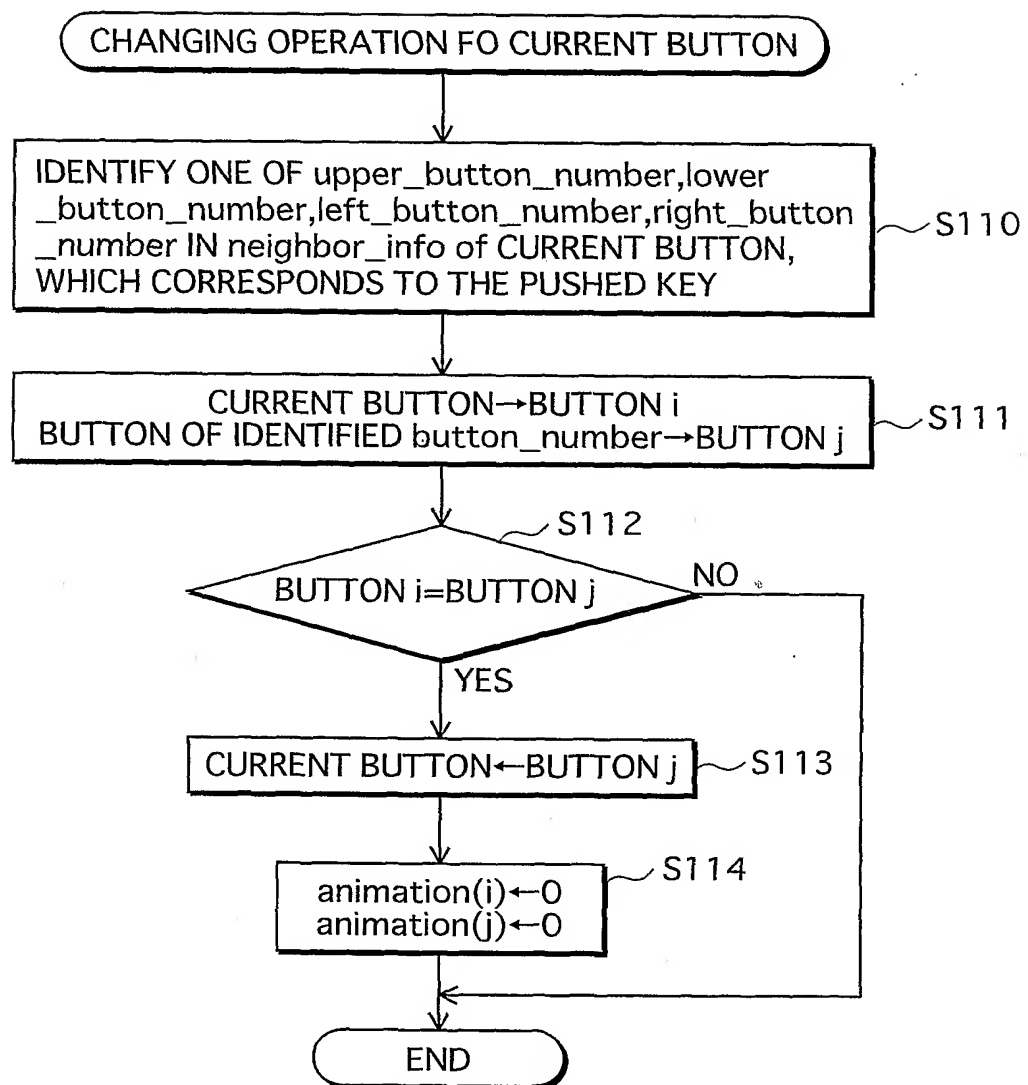 CHANGING OPERATION FO CURRENT BUTTON
IDENTIFY ONE OF upper_button_number,lower
_button_number,left_button_number,right_button
_number IN neighbor_info of CURRENT BUTTON,
WHICH CORRESPONDS TO THE PUSHED KEY
S110
CURRENT BUTTON→BUTTON i
BUTTON OF IDENTIFIED button_number→BUTTON j
S111
S112
BUTTON i=BUTTON j
NO
YES
CURRENT BUTTON←BUTTON j
S113
S114
animation(i)←0
animation(j)←0
END